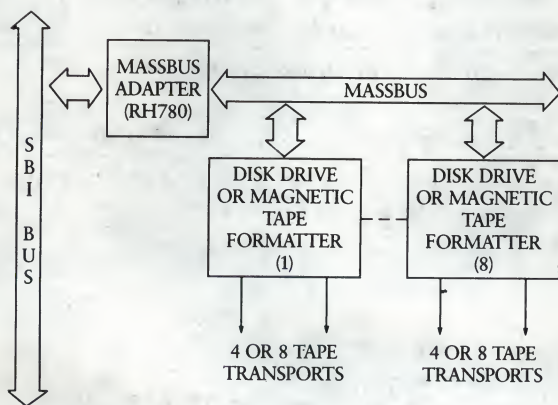 SBI BUS
MASSBUS
ADAPTER
(RH780)
MASSBUS
DISK DRIVE
OR MAGNETIC
TAPE
FORMATTER
(1)
DISK DRIVE
OR MAGNETIC
TAPE
FORMATTER
(8)
4 OR 8 TAPE
TRANSPORTS
4 OR 8 TAPE
TRANSPORTS